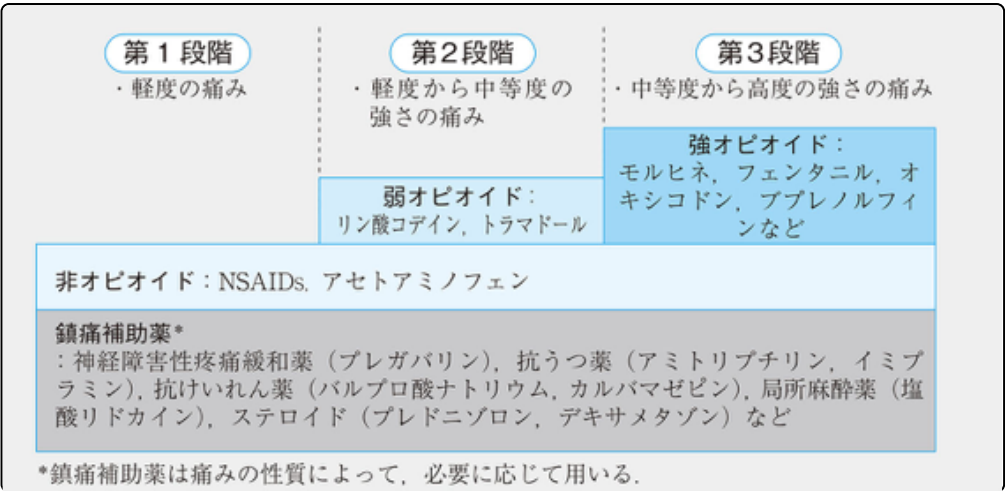 第1段階
・軽度の痛み
第2段階
・軽度から中等度の
強さの痛み
第3段階
・中等度から高度の強さの痛み
強オピオイド：
モルヒネ，フェンタニル，オ
キシコドン，ブプレノルフィ
ンなど
弱オピオイド：
リン酸コデイン，トラマドール
非オピオイド：NSAIDs，アセトアミノフェン
鎮痛補助薬*
：神経障害性疼痛緩和薬（プレガバリン），抗うつ薬（アミトリプチリン，イミプ
ラミン），抗けいれん薬（バルプロ酸ナトリウム，カルバマゼピン），局所麻酔薬（塩
酸リドカイン），ステロイド（プレドニゾロン，デキサメタゾン）など
*鎮痛補助薬は痛みの性質によって，必要に応じて用いる．